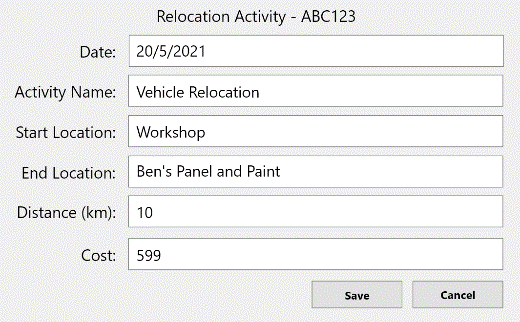 Relocation Activity - ABC123
Date: 20/5/2021
Activity Name: Vehicle Relocation
Start Location: Workshop
End Location: Ben's Panel and Paint
Distance (km): 10
Cost: 599
Save Cancel